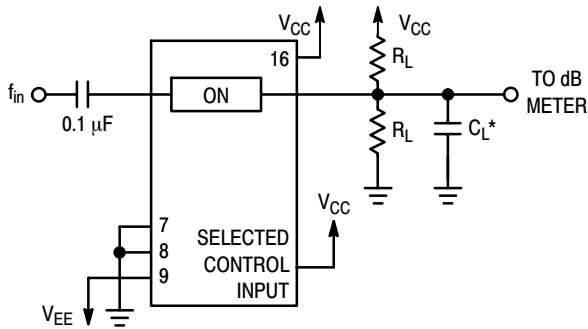 VCC
VCC
16
RL
fin
ON
TO dB
METER
0.1 μF
RL
CL*
VCC
7
8
9
SELECTED
CONTROL
INPUT
VEE